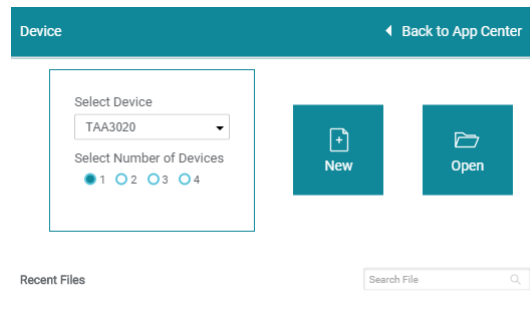 Device
Back to App Center
Select Device
TAA3020
Select Number of Devices
1 2 3 4
New
Open
Recent Files
Search File